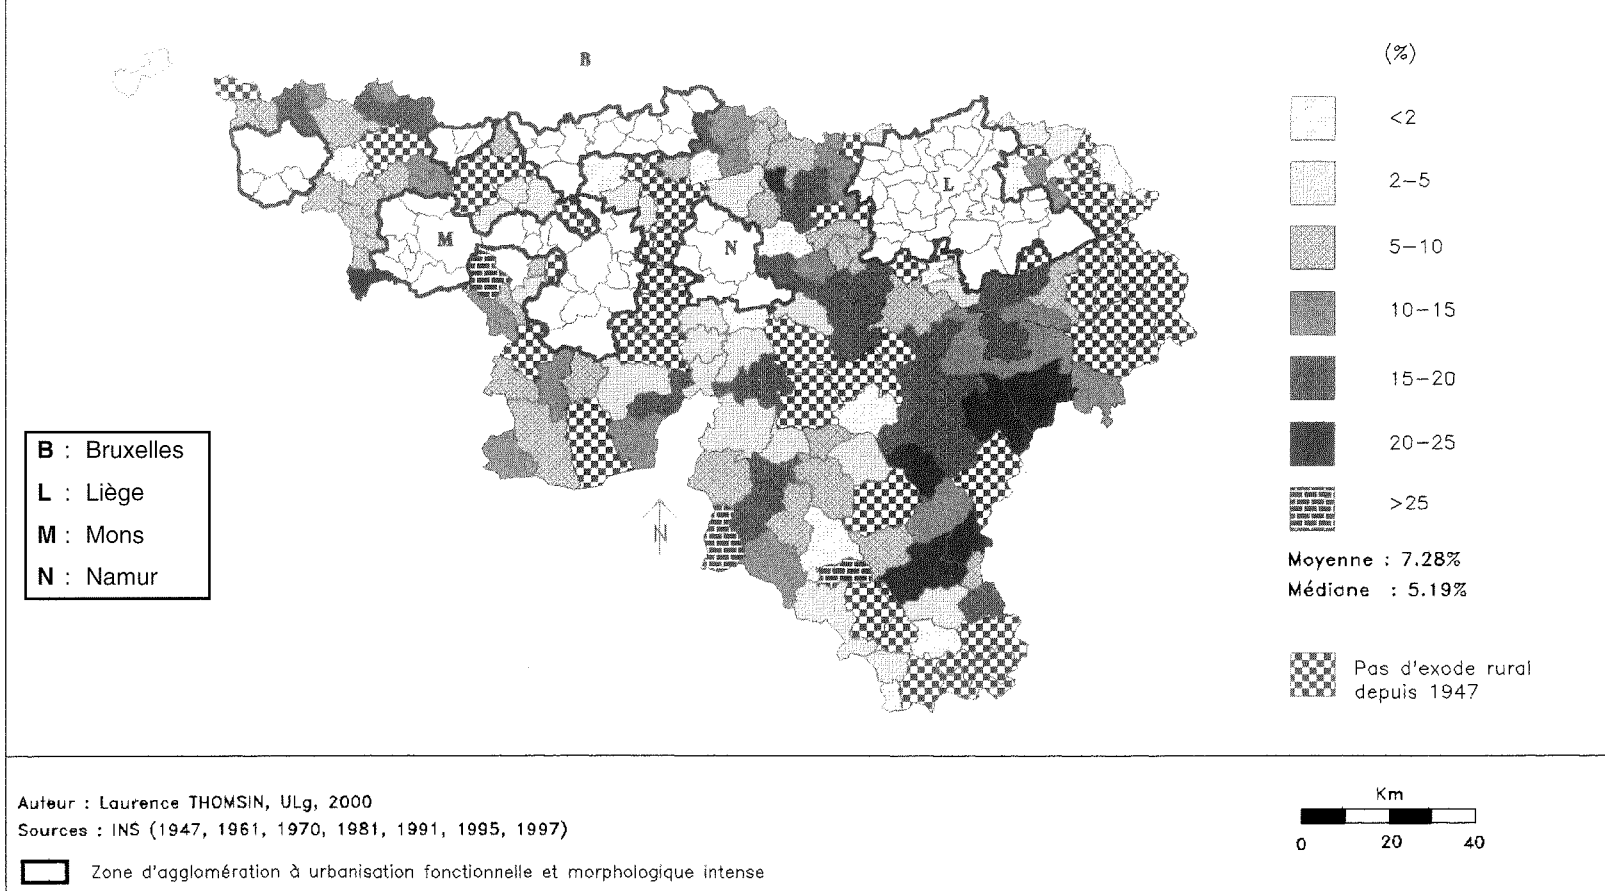 B
(%)
<2
2-5
5-10
10-15
15-20
20-25
>25
Moyenne : 7.28%
Médiane : 5.19%
Pas d'exode rural
depuis 1947
L
M
N
B : Bruxelles
L : Liège
M : Mons
N : Namur
N
Auteur : Laurence THOMSIN, ULg, 2000
Sources : INS (1947, 1961, 1970, 1981, 1991, 1995, 1997)
Zone d'agglomération à urbanisation fonctionnelle et morphologique intense
Km
0 20 40